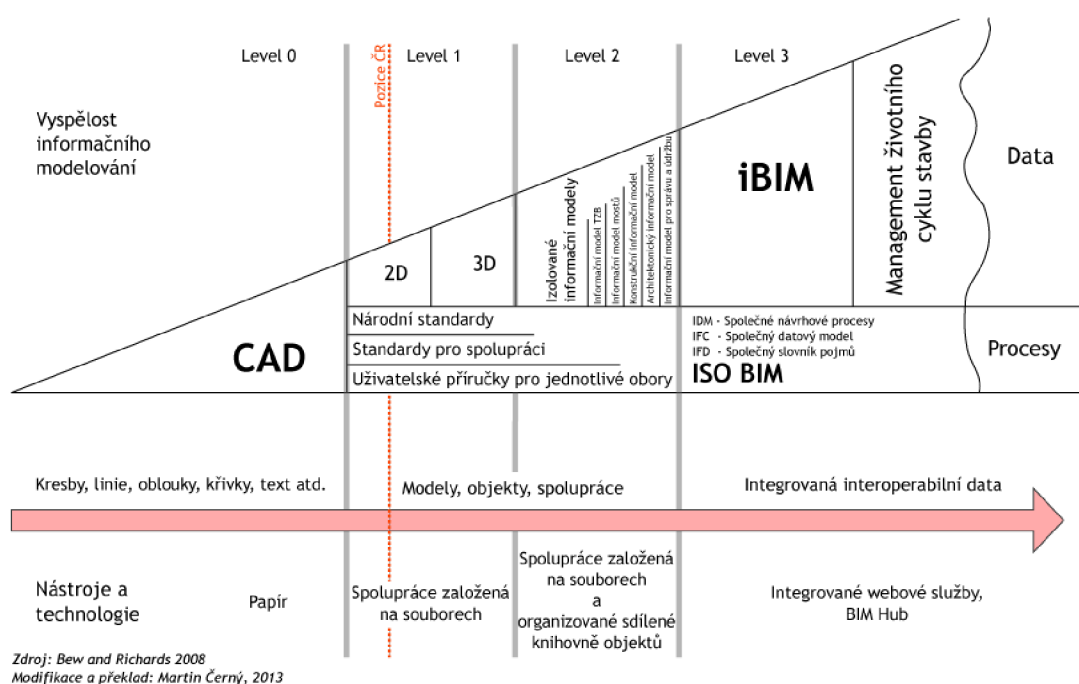 Level 0
Level 1
Level 2
Level 3
Pozice ČR
Vyspělost
informačního
modelování
Data
iBIM
Management životního
cyklu stavby
2D
3D
Izolované
informační modely
Informační model TZB
Informační model mostů
Konstrukční informační model
Architektonický informační model
Informační model pro správu a údržbu
CAD
Národní standardy
Standardy pro spolupráci
Uživatelské příručky pro jednotlivé obory
IDM - Společné návrhové procesy
IFC - Společný datový model
IFD - Společný slovník pojmů
ISO BIM
Procesy
Kresby, linie, oblouky, křivky, text atd.
Modely, objekty, spolupráce
Integrovaná interoperabilní data
Nástroje a
technologie
Papír
Spolupráce založená
na souborech
Spolupráce založená
na souborech
a
organizované sdílené
knihovně objektů
Integrované webové služby,
BIM Hub
Zdroj: Bew and Richards 2008
Modifikace a překlad: Martin Černý, 2013